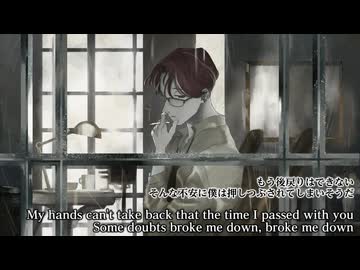 もう後戻りはできない
そんな不安に僕は押しつぶされてしまいそうだ
My hands can't take back that the time I passed with you
Some doubts broke me down, broke me down